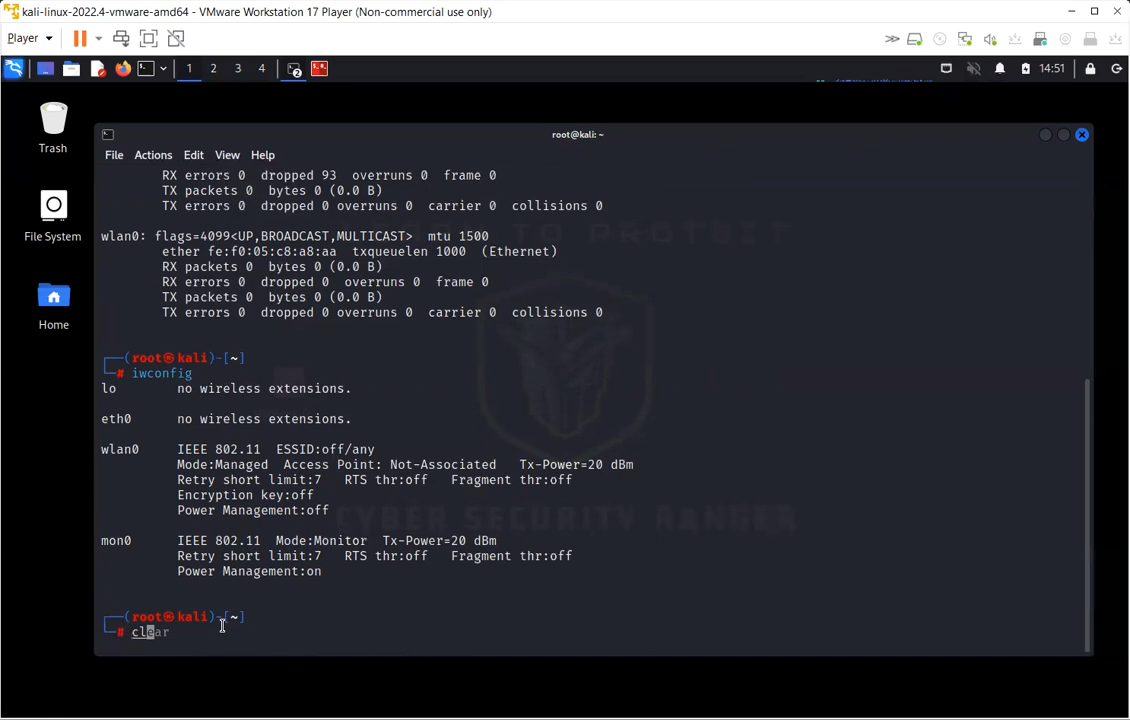 kali-linux-2022.4-vmware-amd64 - VMware Workstation 17 Player (Non-commercial use only)
Player
1 2 3 4 2 14:51
Trash
File System
Home
root@kali: ~
File Actions Edit View Help
RX errors 0 dropped 93 overruns 0 frame 0
TX packets 0 bytes 0 (0.0 B)
TX errors 0 dropped 0 overruns 0 carrier 0 collisions 0
wlan0: flags=4099<UP,BROADCAST,MULTICAST> mtu 1500
ether fe:f0:05:c8:a8:aa txqueuelen 1000 (Ethernet)
RX packets 0 bytes 0 (0.0 B)
RX errors 0 dropped 0 overruns 0 frame 0
TX packets 0 bytes 0 (0.0 B)
TX errors 0 dropped 0 overruns 0 carrier 0 collisions 0
(root㉿kali)-[~]
# iwconfig
lo no wireless extensions.
eth0 no wireless extensions.
wlan0 IEEE 802.11 ESSID:off/any
Mode:Managed Access Point: Not-Associated Tx-Power=20 dBm
Retry short limit:7 RTS thr:off Fragment thr:off
Encryption key:off
Power Management:off
mon0 IEEE 802.11 Mode:Monitor Tx-Power=20 dBm
Retry short limit:7 RTS thr:off Fragment thr:off
Power Management:on
(root㉿kali)-[~]
# clear
TO PROTECT
CYBER SECURITY RANGER